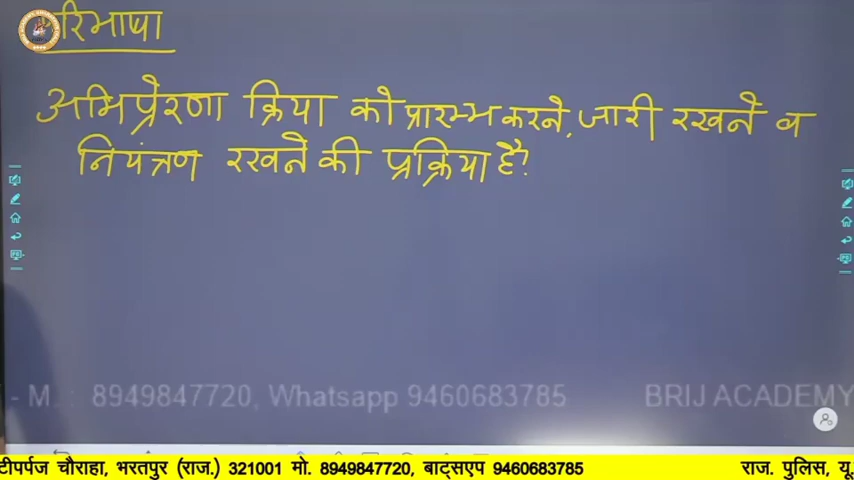 परिभाषा
अभिप्रेरणा क्रिया को प्रारम्भ करने, जारी रखने व
नियंत्रण रखने की प्रक्रिया है?
- M. : 8949847720, Whatsapp 9460683785 BRIJ ACADEMY
टीपर्पज चौराहा, भरतपुर (राज.) 321001 मो. 8949847720, बाट्सएप 9460683785 राज. पुलिस, यू.